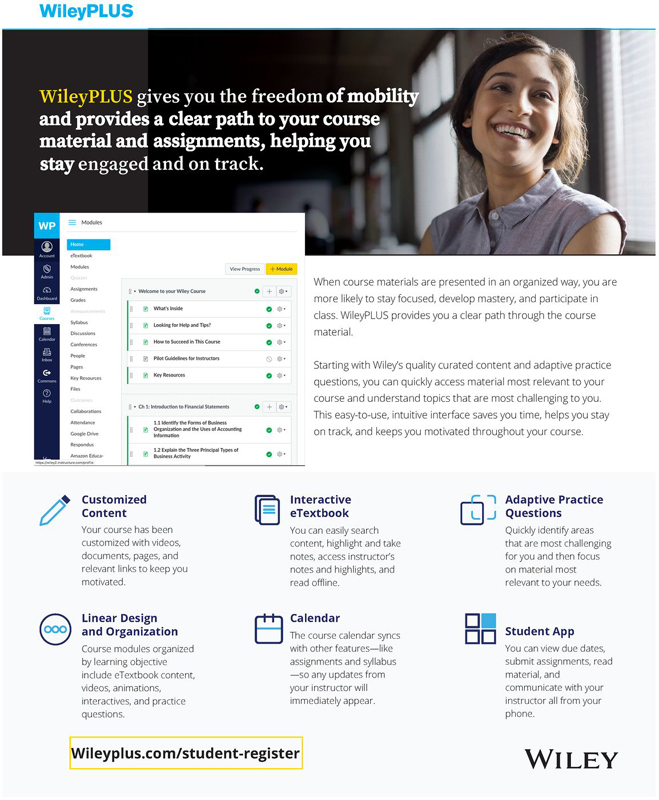 WileyPLUS
WileyPLUS gives you the freedom of mobility
and provides a clear path to your course
material and assignments, helping you
stay engaged and on track.
WP
Account
Admin
Dashboard
Courses
Calendar
Inbox
Commons
Help
Modules
Home
eTextbook
Modules
Quizzes
Assignments
Grades
Announcements
Syllabus
Discussions
Conferences
People
Pages
Key Resources
Files
Outcomes
Collaborations
Attendance
Google Drive
Respondus
Amazon Educa-
View Progress
+ Module
Welcome to your Wiley Course
What's Inside
Looking for Help and Tips?
How to Succeed in This Course
Pilot Guidelines for Instructors
Key Resources
Ch 1: Introduction to Financial Statements
1.1 Identify the Forms of Business
Organization and the Uses of Accounting
Information
1.2 Explain the Three Principal Types of
Business Activity
When course materials are presented in an organized way, you are
more likely to stay focused, develop mastery, and participate in
class. WileyPLUS provides you a clear path through the course
material.
Starting with Wiley's quality curated content and adaptive practice
questions, you can quickly access material most relevant to your
course and understand topics that are most challenging to you.
This easy-to-use, intuitive interface saves you time, helps you stay
on track, and keeps you motivated throughout your course.
Customized
Content
Your course has been
customized with videos,
documents, pages, and
relevant links to keep you
motivated.
Interactive
eTextbook
You can easily search
content, highlight and take
notes, access instructor's
notes and highlights, and
read offline.
Adaptive Practice
Questions
Quickly identify areas
that are most challenging
for you and then focus
on material most
relevant to your needs.
Linear Design
and Organization
Course modules organized
by learning objective
include eTextbook content,
videos, animations,
interactives, and practice
questions.
Calendar
The course calendar syncs
with other features—like
assignments and syllabus
—so any updates from
your instructor will
immediately appear.
Student App
You can view due dates,
submit assignments, read
material, and
communicate with your
instructor all from your
phone.
Wileyplus.com/student-register
WILEY